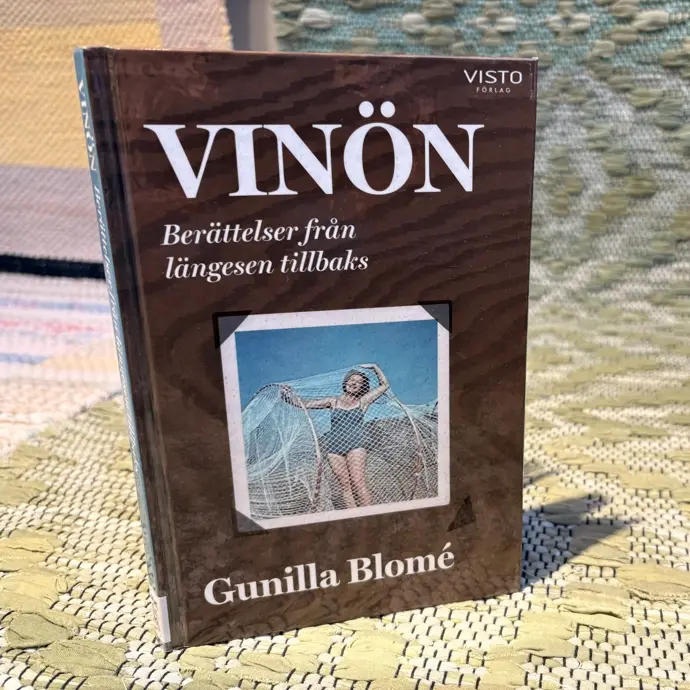 VISTO
FÖRLAG
VINÖN
Berättelser från
längesen tillbaks
Gunilla Blomé
VINÖN